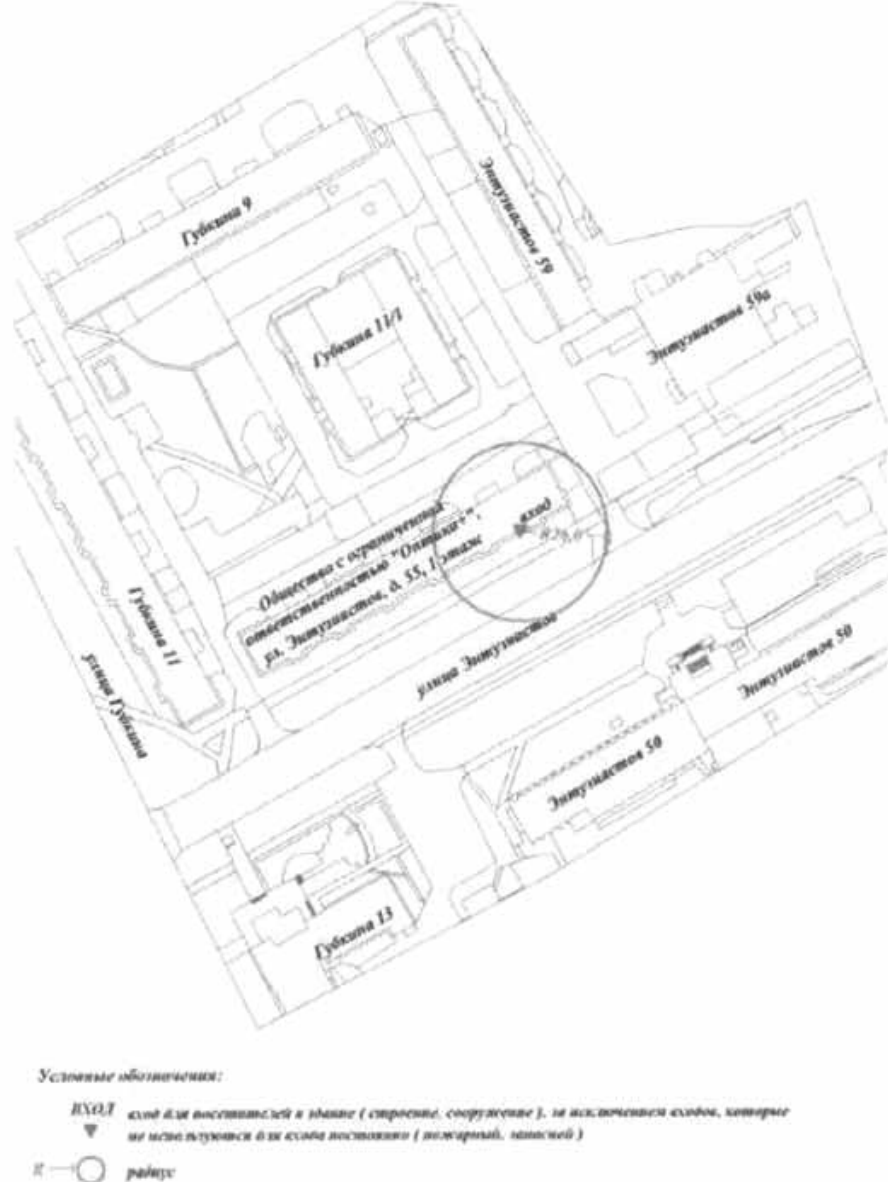 Губкина 9
Энтузиастов 59
Губкина 11/1
Энтузиастов 59а
вход
Общество с ограниченной
ответственностью "Оптика+",
ул. Энтузиастов, д. 55, 1 этаж
Губкина 11
улица Губкина
улица Энтузиастов
Энтузиастов 50
Энтузиастов 50
Губкина 13
Условные обозначения:
ВХОД вход для посетителей в здание ( строение, сооружение ), за исключением входов, которые
не используются для входа постоянно ( пожарный, запасной )
R радиус